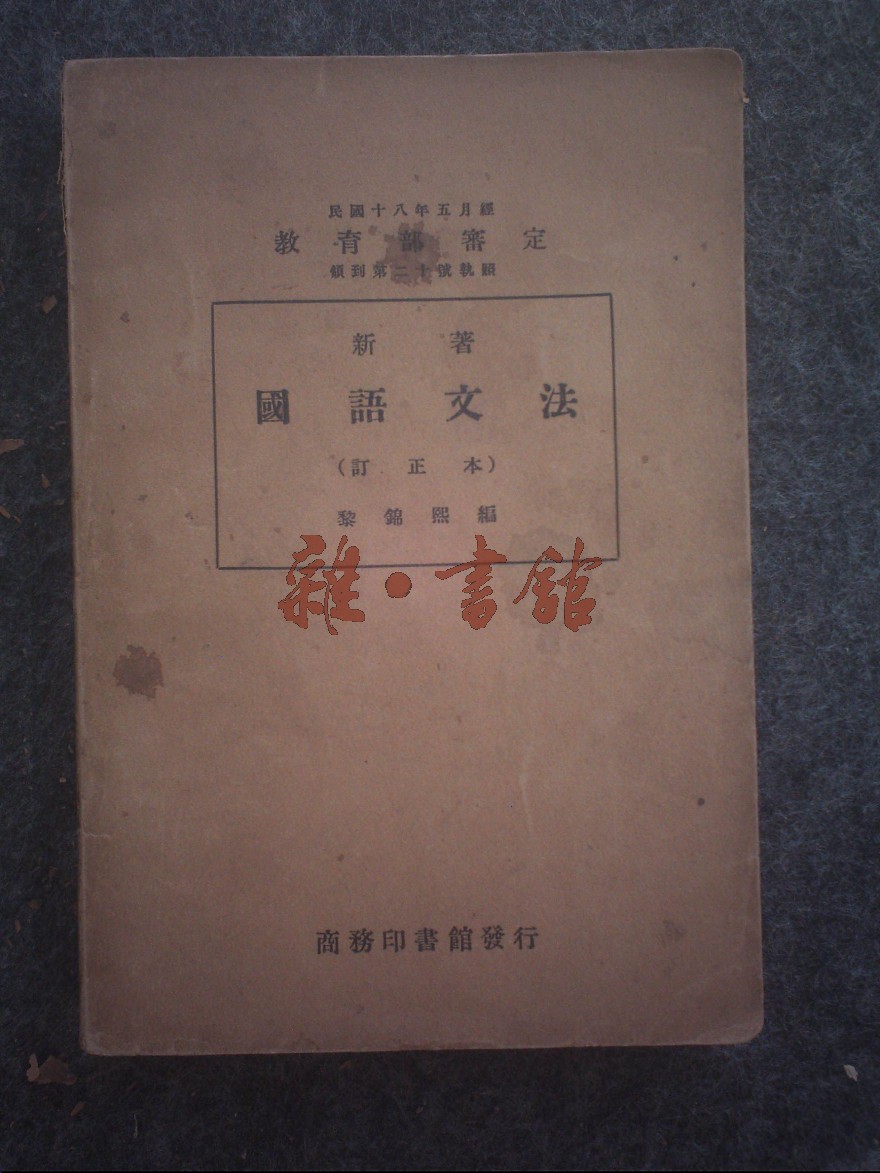 民國十八年五月經
教育部審定
領到第二十號執照
新著
國語文法
(訂正本)
黎錦熙編
雜·書館
商務印書館發行